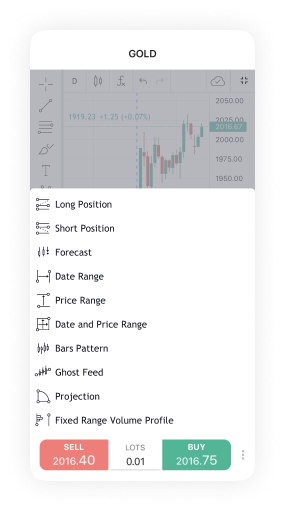 GOLD
D
2050.00
1919.23 +1.25 (+0.07%)
2025.00
2016.67
2000.00
1975.00
1950.00
Long Position
Short Position
Forecast
Date Range
Price Range
Date and Price Range
Bars Pattern
Ghost Feed
Projection
Fixed Range Volume Profile
SELL LOTS BUY
2016.40 0.01 2016.75